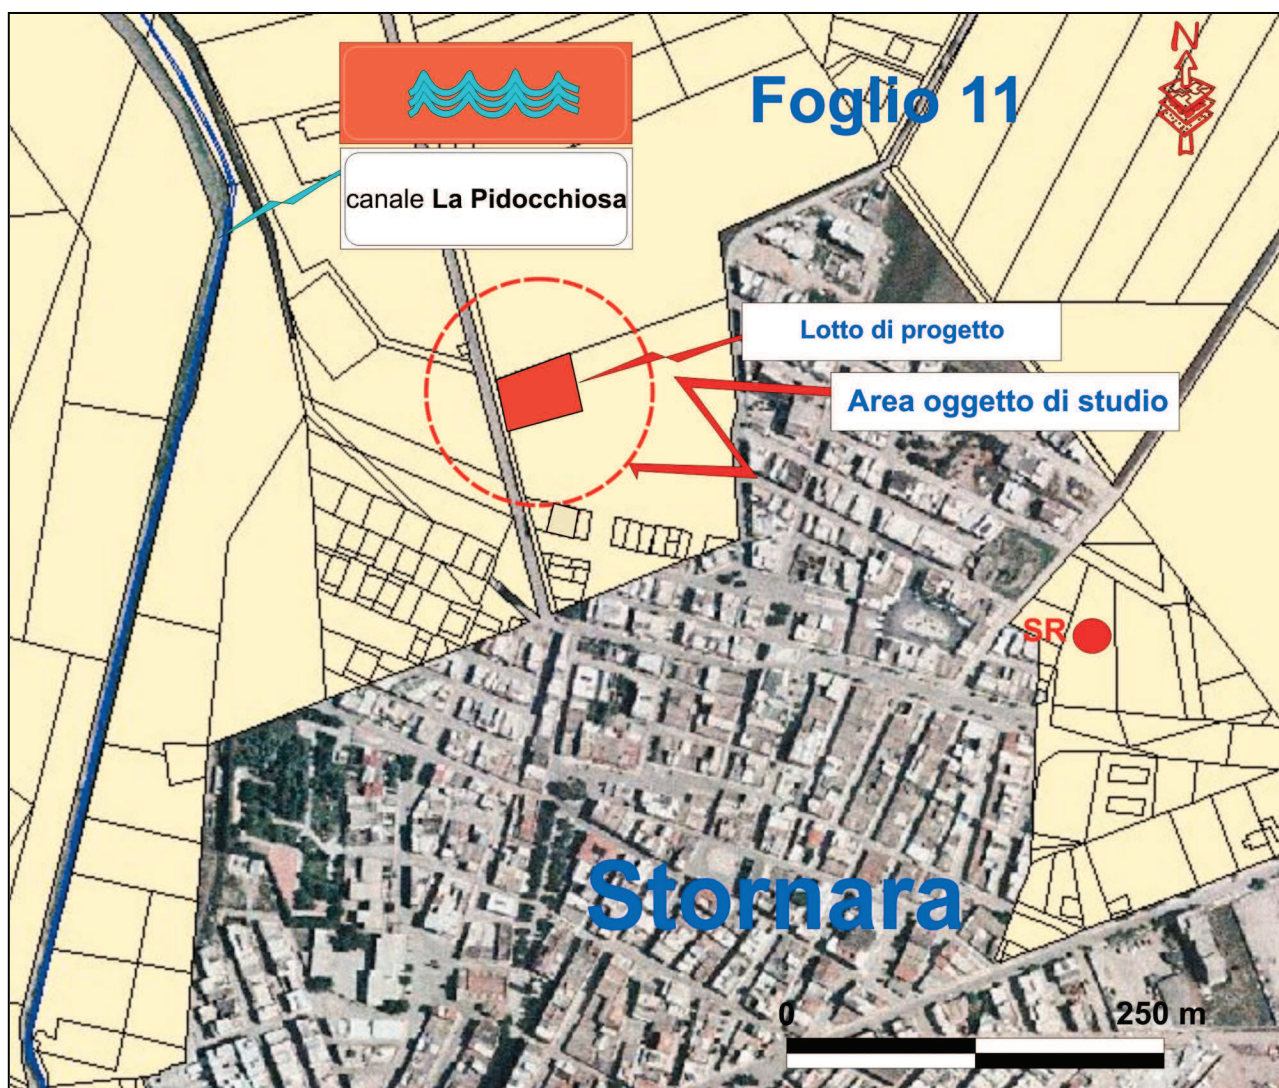 N
Foglio 11
canale La Pidocchiosa
Lotto di progetto
Area oggetto di studio
SR
Stornara
0 250 m